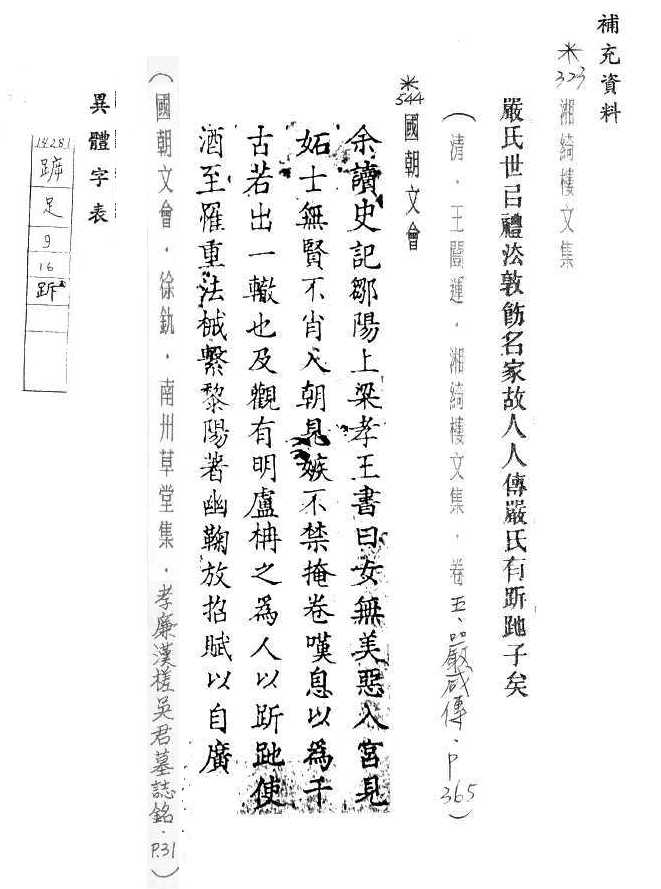 補充資料
*323 湘綺樓文集
嚴氏世吕禮法敦飭名家故人人傳嚴氏有䟸跑子矣
(清．王闓運．湘綺樓文集．卷五、嚴咸傳．P365)
*544 國朝文會
余讀史記鄒陽上梁孝王書曰女無美惡入宮見
妬士無賢不肖入朝見嫉不禁掩卷嘆息以為千
古若出一轍也及觀有明盧柟之為人以䟸跑使
酒至罹重法械繫黎陽著幽鞠放招賦以自廣
(國朝文會．徐釚．南州草堂集．孝廉漢槎吳君墓誌銘．P.31)
異體字表
14281
跅
足
9
16
䟸